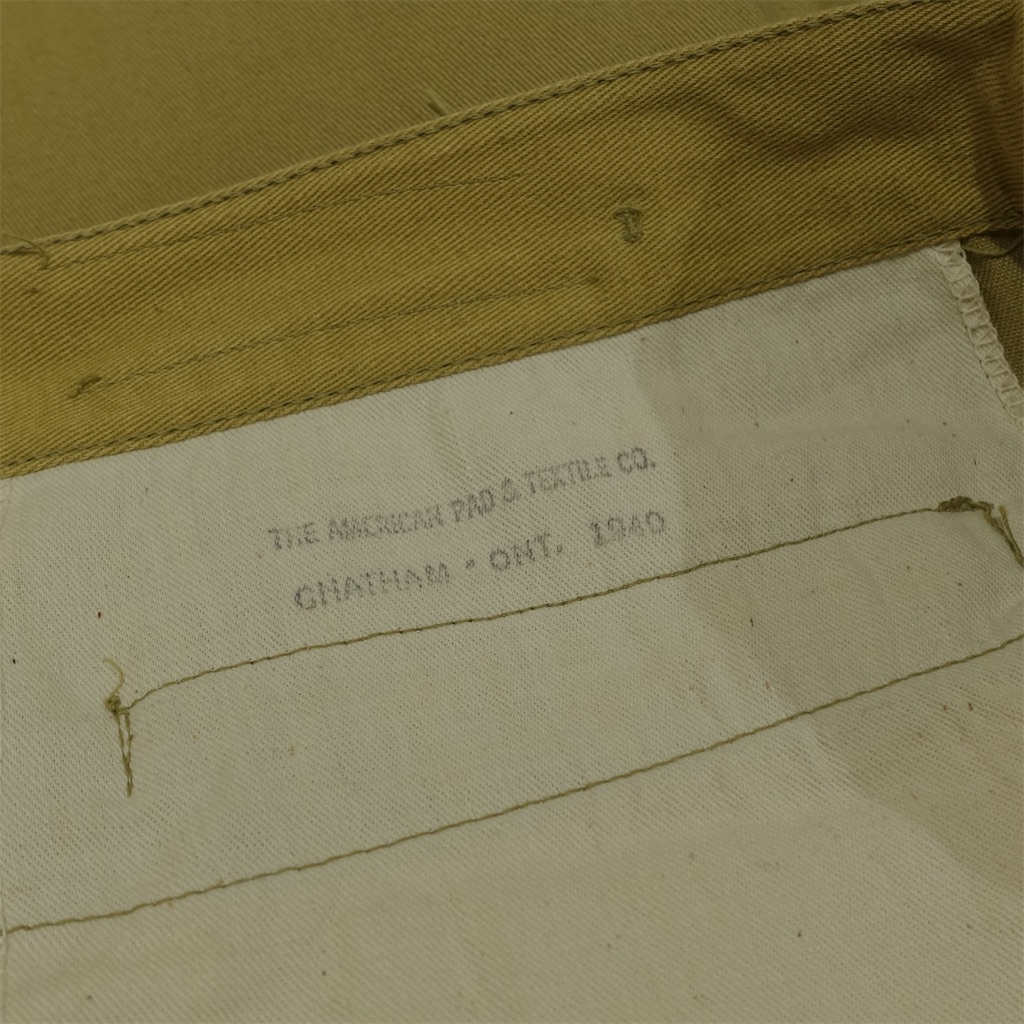 THE AMERICAN PAD & TEXTILE CO.
CHATHAM - ONT. 1940